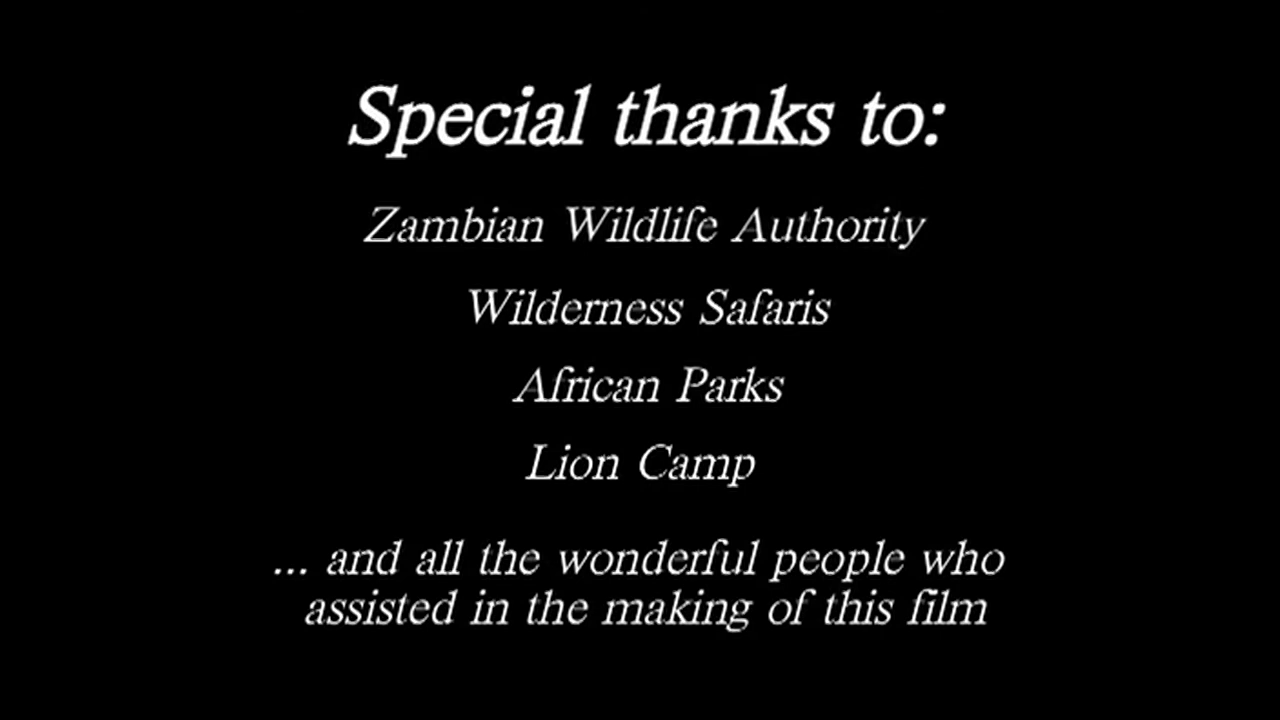 Special thanks to:
Zambian Wildlife Authority
Wilderness Safaris
African Parks
Lion Camp
... and all the wonderful people who
assisted in the making of this film